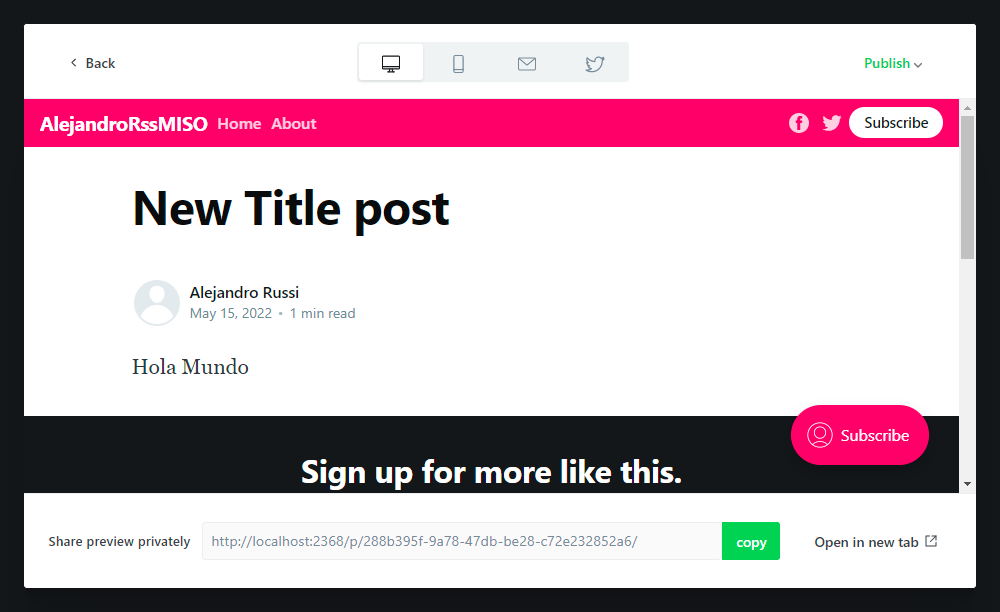 Back
Publish
AlejandroRssMISO Home About
Subscribe
New Title post
Alejandro Russi
May 15, 2022 • 1 min read
Hola Mundo
Subscribe
Sign up for more like this.
Share preview privately
http://localhost:2368/p/288b395f-9a78-47db-be28-c72e232852a6/
copy
Open in new tab